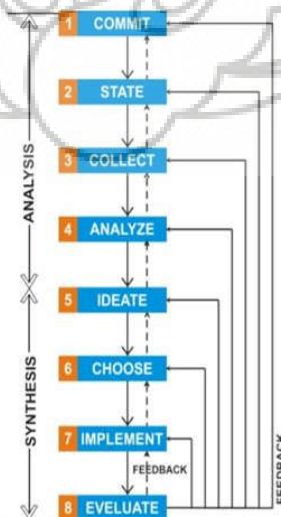 1 COMMIT
2 STATE
3 COLLECT
4 ANALYZE
5 IDEATE
6 CHOOSE
7 IMPLEMENT
FEEDBACK
8 EVELUATE
ANALYSIS
SYNTHESIS
FEEDBACK